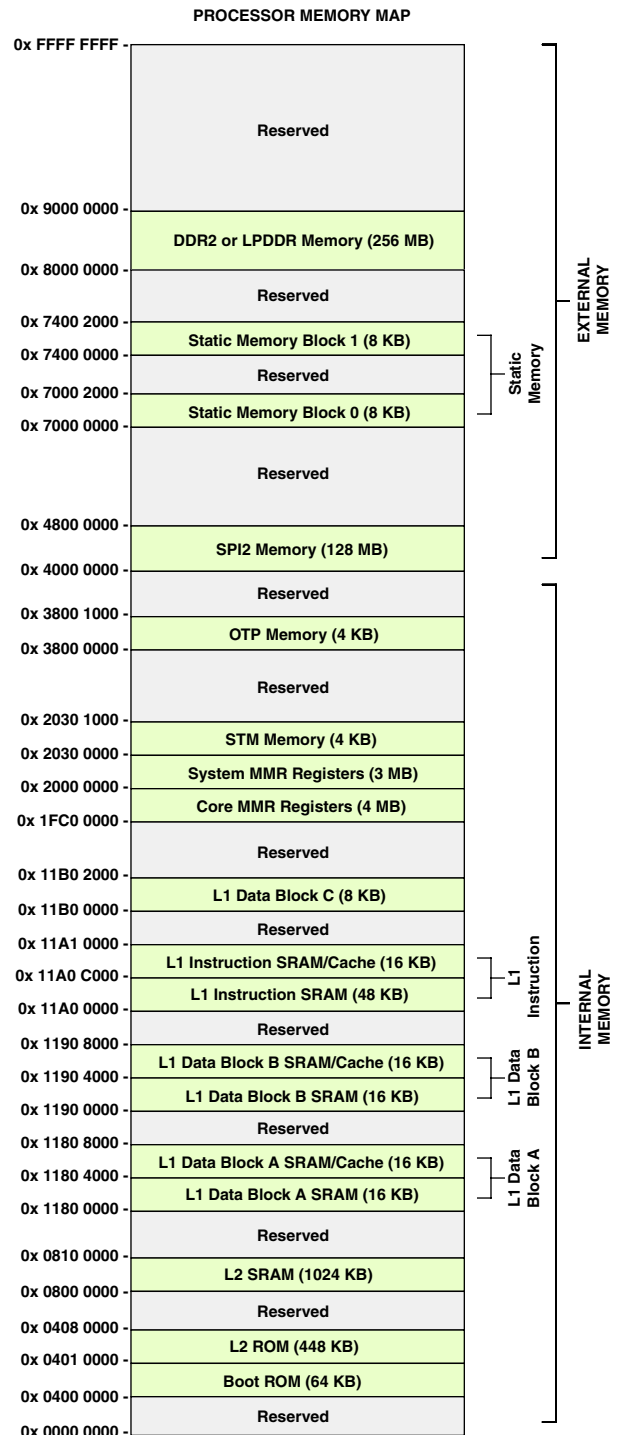 PROCESSOR MEMORY MAP
0x FFFF FFFF -
Reserved
0x 9000 0000 -
DDR2 or LPDDR Memory (256 MB)
0x 8000 0000 -
Reserved
0x 7400 2000 -
Static Memory Block 1 (8 KB)
0x 7400 0000 -
Reserved
0x 7000 2000 -
Static Memory Block 0 (8 KB)
0x 7000 0000 -
Static
Memory
Reserved
0x 4800 0000 -
SPI2 Memory (128 MB)
0x 4000 0000 -
EXTERNAL
MEMORY
Reserved
0x 3800 1000 -
OTP Memory (4 KB)
0x 3800 0000 -
Reserved
0x 2030 1000 -
STM Memory (4 KB)
0x 2030 0000 -
System MMR Registers (3 MB)
0x 2000 0000 -
Core MMR Registers (4 MB)
0x 1FC0 0000 -
Reserved
0x 11B0 2000 -
L1 Data Block C (8 KB)
0x 11B0 0000 -
Reserved
0x 11A1 0000 -
L1 Instruction SRAM/Cache (16 KB)
0x 11A0 C000 -
L1 Instruction SRAM (48 KB)
0x 11A0 0000 -
L1
Instruction
Reserved
0x 1190 8000 -
L1 Data Block B SRAM/Cache (16 KB)
0x 1190 4000 -
L1 Data Block B SRAM (16 KB)
0x 1190 0000 -
L1 Data
Block B
Reserved
0x 1180 8000 -
L1 Data Block A SRAM/Cache (16 KB)
0x 1180 4000 -
L1 Data Block A SRAM (16 KB)
0x 1180 0000 -
L1 Data
Block A
Reserved
0x 0810 0000 -
L2 SRAM (1024 KB)
0x 0800 0000 -
Reserved
0x 0408 0000 -
L2 ROM (448 KB)
0x 0401 0000 -
Boot ROM (64 KB)
0x 0400 0000 -
Reserved
0x 0000 0000 -
INTERNAL
MEMORY